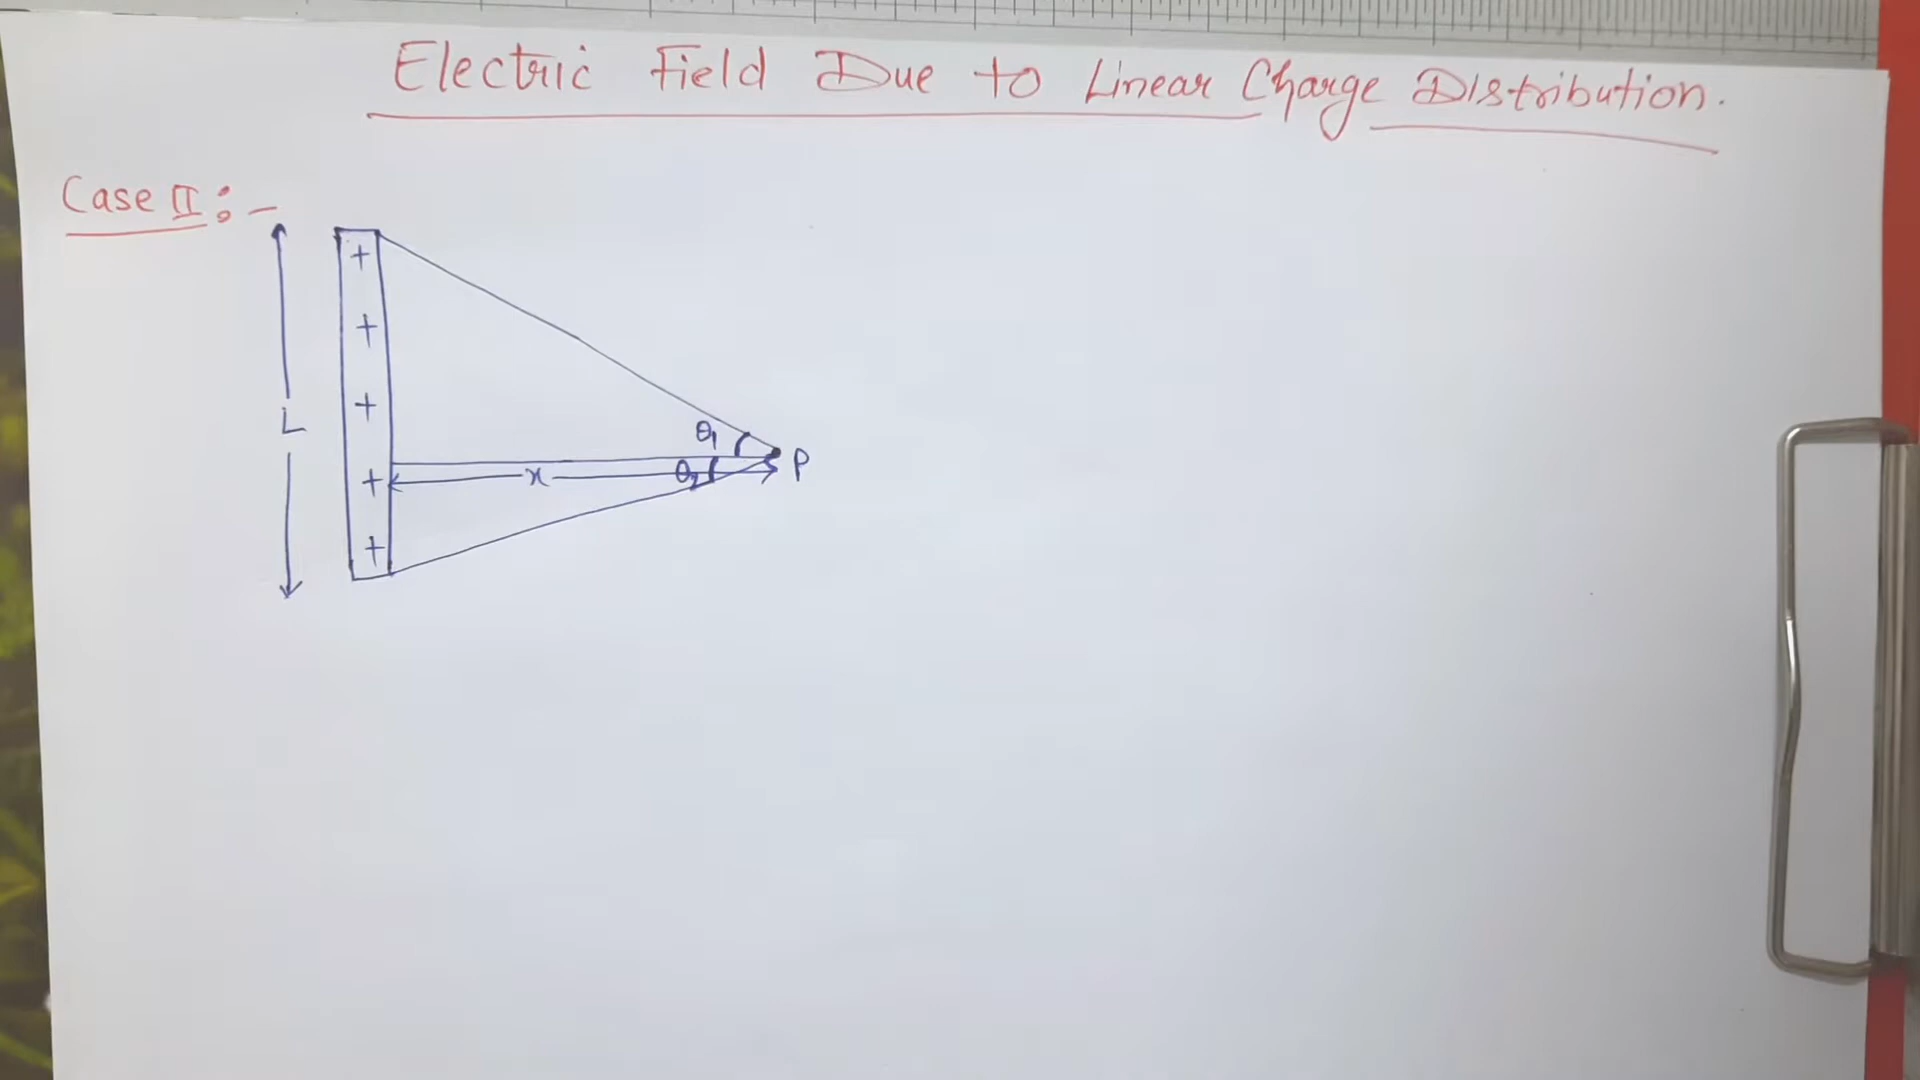 Electric Field Due to Linear Charge Distribution.
Case II :-
+
+
L
+
θ1
P
+
x
θ2
+